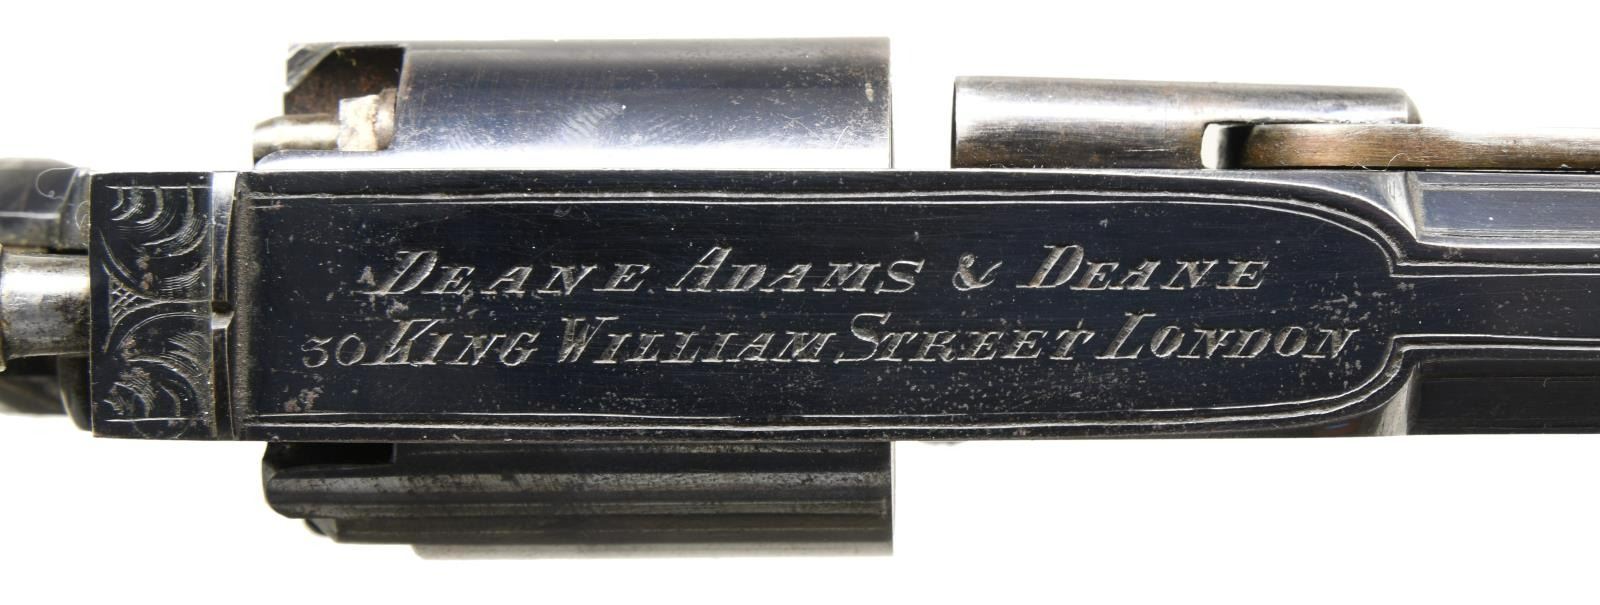 DEANE ADAMS & DEANE
30 KING WILLIAM STREET LONDON